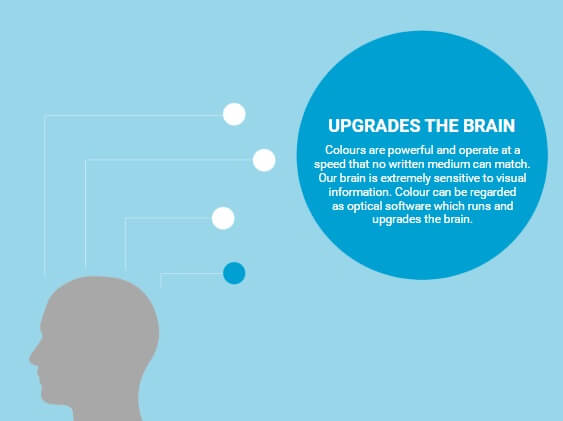 UPGRADES THE BRAIN
Colours are powerful and operate at a
speed that no written medium can match.
Our brain is extremely sensitive to visual
information. Colour can be regarded
as optical software which runs and
upgrades the brain.